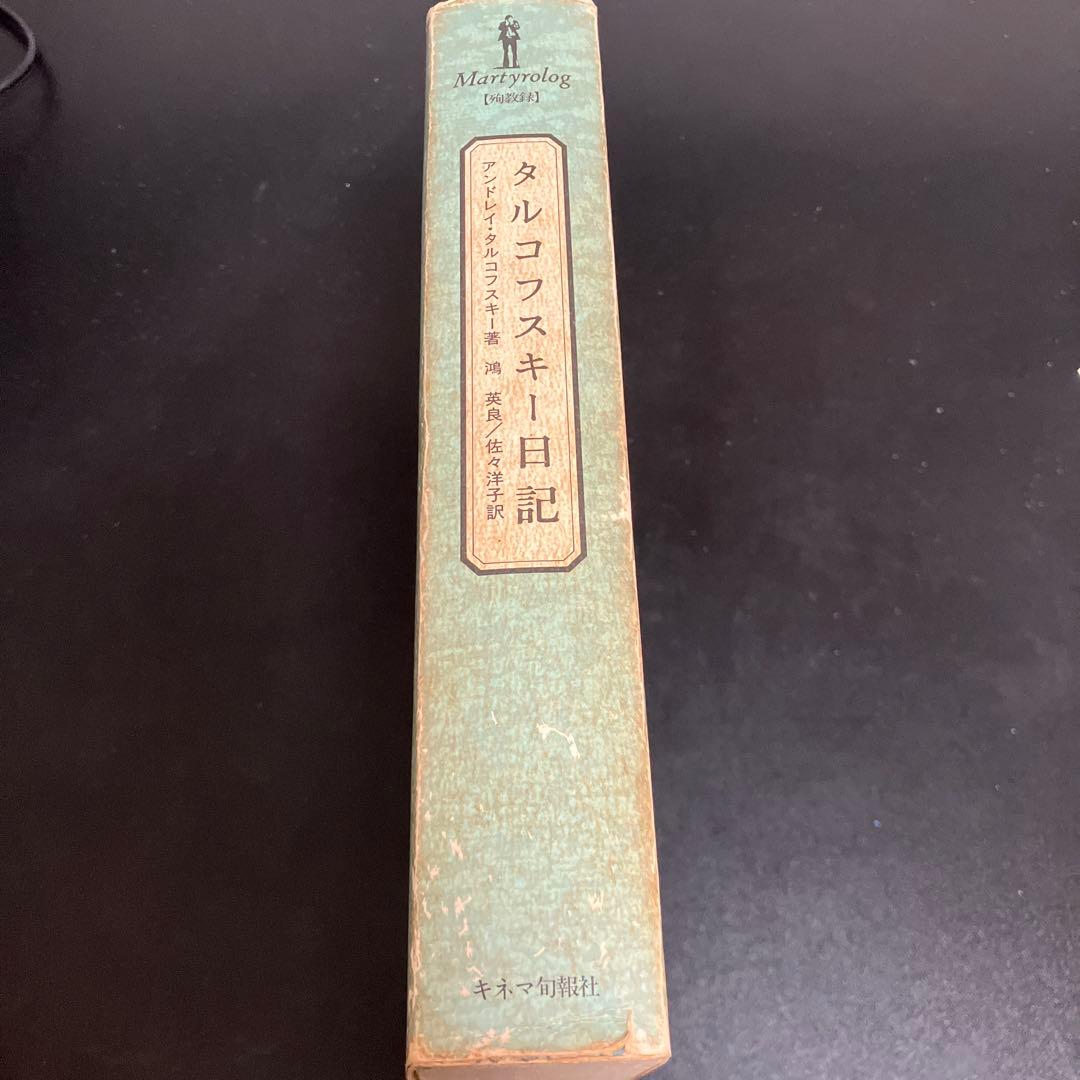 Martyrolog
【殉教録】
タルコフスキー日記
アンドレイ・タルコフスキー著 鴻 英良/佐々洋子訳
キネマ旬報社